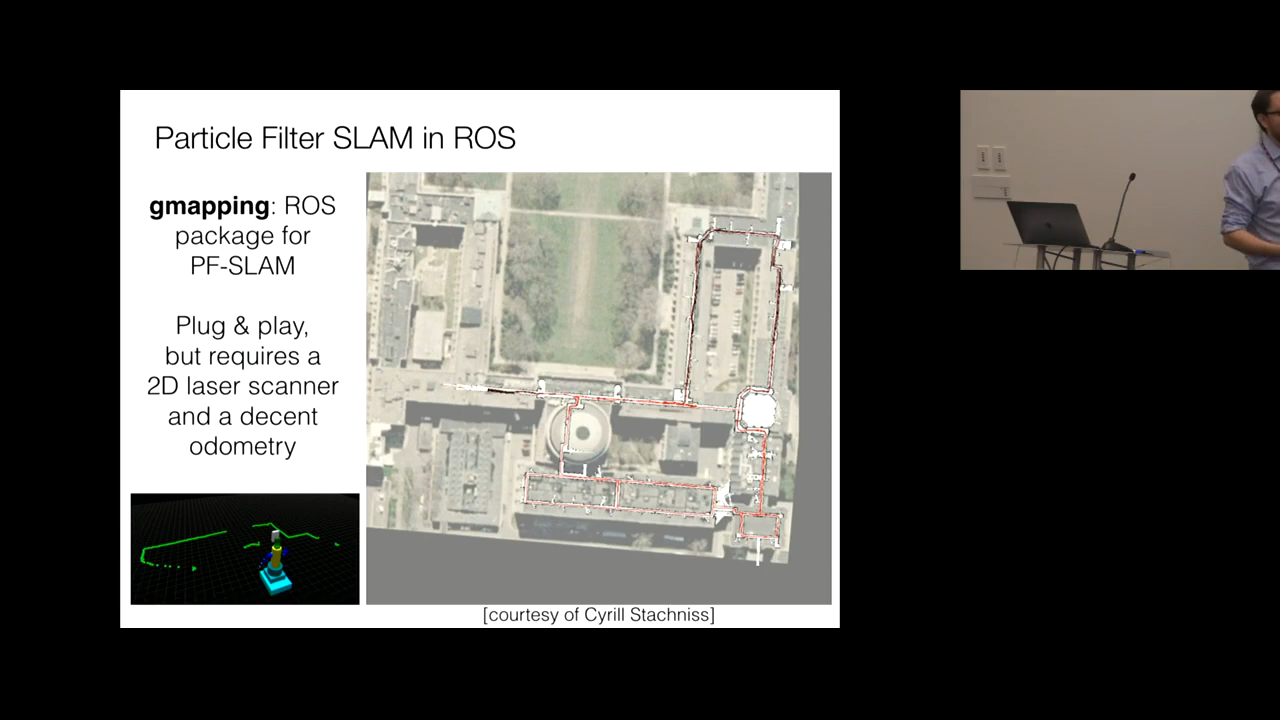 Particle Filter SLAM in ROS
gmapping: ROS
package for
PF-SLAM
Plug & play,
but requires a
2D laser scanner
and a decent
odometry
[courtesy of Cyrill Stachniss]